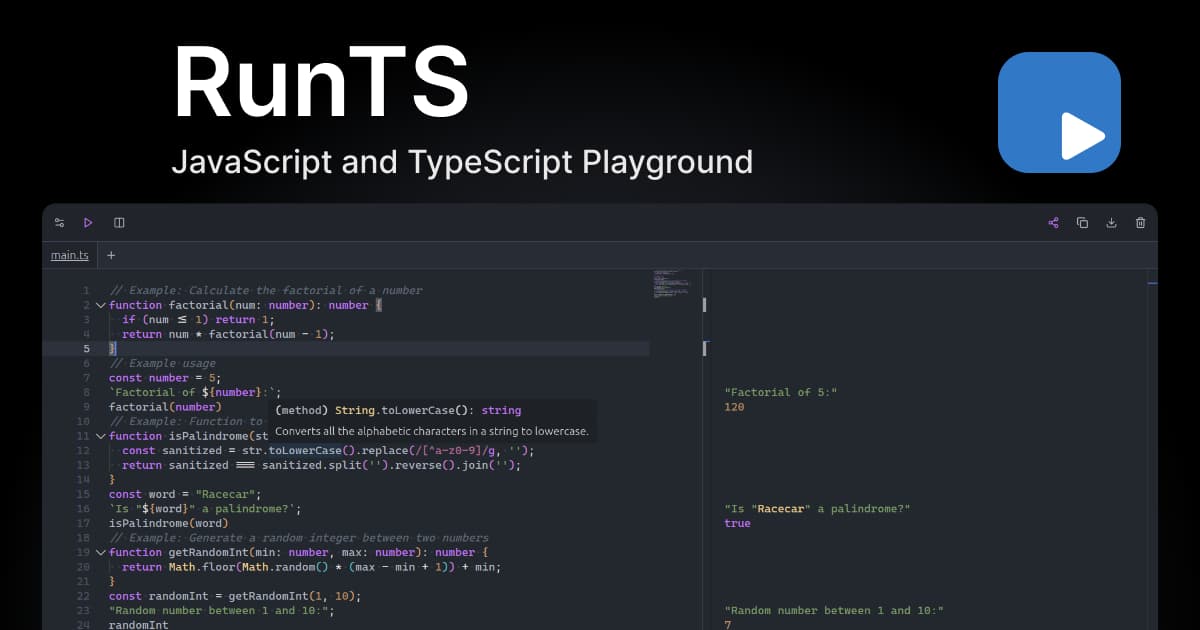 RunTS
JavaScript and TypeScript Playground
main.ts +
1 // Example: Calculate the factorial of a number
2 function factorial(num: number): number {
3 if (num ≤ 1) return 1;
4 return num * factorial(num - 1);
5 }
6 // Example usage
7 const number = 5;
8 `Factorial of ${number}:`;
9 factorial(number)
10 // Example: Function to
11 function isPalindrome(st
12 const sanitized = str.toLowerCase().replace(/[^a-z0-9]/g, '');
13 return sanitized === sanitized.split('').reverse().join('');
14 }
15 const word = "Racecar";
16 `Is "${word}" a palindrome?`;
17 isPalindrome(word)
18 // Example: Generate a random integer between two numbers
19 function getRandomInt(min: number, max: number): number {
20 return Math.floor(Math.random() * (max - min + 1)) + min;
21 }
22 const randomInt = getRandomInt(1, 10);
23 "Random number between 1 and 10:";
24 randomInt
(method) String.toLowerCase(): string
Converts all the alphabetic characters in a string to lowercase.
"Factorial of 5:"
120
"Is "Racecar" a palindrome?"
true
"Random number between 1 and 10:"
7